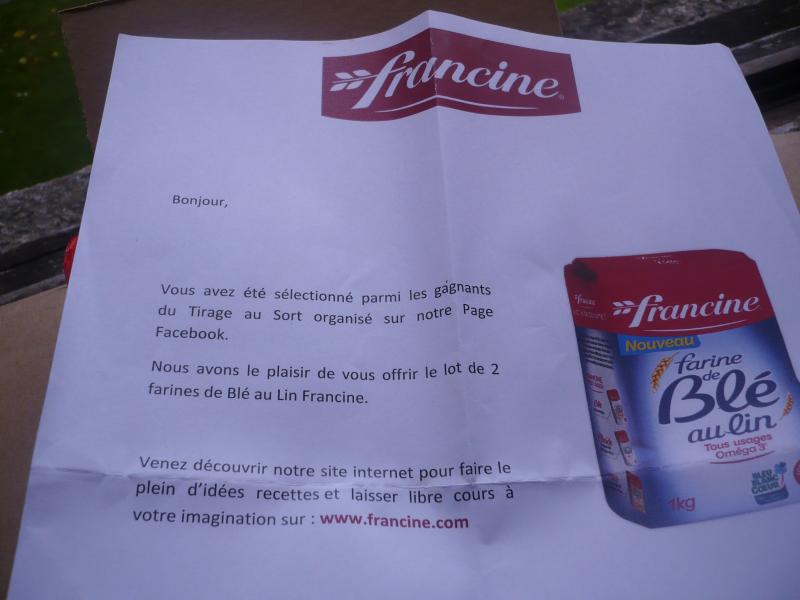 francine
Bonjour,
Vous avez été sélectionné parmi les gagnants
du Tirage au Sort organisé sur notre Page
Facebook.
Nous avons le plaisir de vous offrir le lot de 2
farines de Blé au Lin Francine.
Venez découvrir notre site internet pour faire le
plein d'idées recettes et laisser libre cours à
votre imagination sur : www.francine.com
francine
Nouveau
farine
de
Blé
au lin
Tous usages
Oméga 3
BLEU
BLANC
CŒUR
1kg